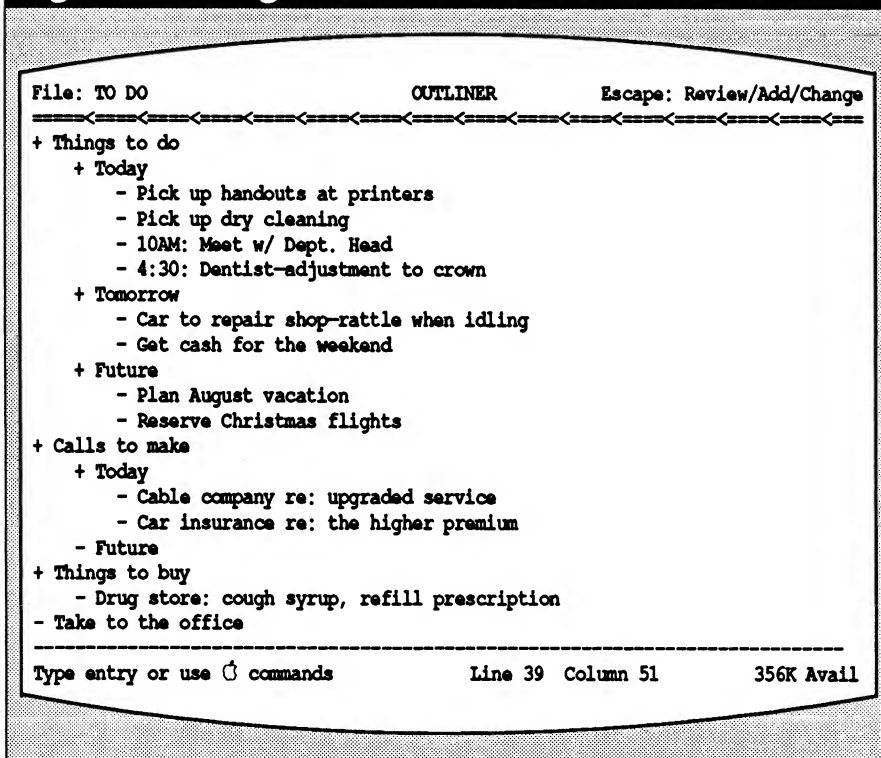 File: TO DO OUTLINER Escape: Review/Add/Change
=====<====<====<====<====<====<====<====<====<====<====<====<====<====<====<===
+ Things to do
+ Today
- Pick up handouts at printers
- Pick up dry cleaning
- 10AM: Meet w/ Dept. Head
- 4:30: Dentist-adjustment to crown
+ Tomorrow
- Car to repair shop-rattle when idling
- Get cash for the weekend
+ Future
- Plan August vacation
- Reserve Christmas flights
+ Calls to make
+ Today
- Cable company re: upgraded service
- Car insurance re: the higher premium
- Future
+ Things to buy
- Drug store: cough syrup, refill prescription
- Take to the office
Type entry or use commands Line 39 Column 51 356K Avail